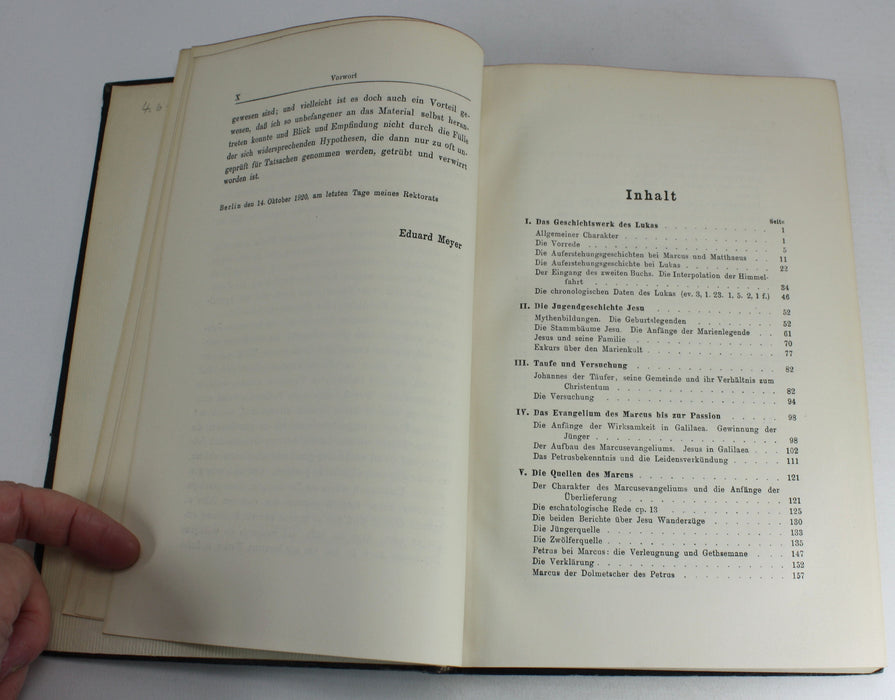 4.6
X
Vorwort
gewesen sind; und vielleicht ist es doch auch ein Vorteil ge-
wesen, daß ich so unbefangener an das Material selbst heran-
treten konnte und Blick und Empfindung nicht durch die Fülle
der sich widersprechenden Hypothesen, die dann nur zu oft un-
geprüft für Tatsachen genommen werden, getrübt und verwirrt
worden ist.
Berlin den 14. Oktober 1920, am letzten Tage meines Rektorats
Eduard Meyer
Inhalt
Seite
I. Das Geschichtswerk des Lukas . . . . . . . . . . 1
Allgemeiner Charakter . . . . . . . . . . . 1
Die Vorrede . . . . . . . . . . . . . 5
Die Auferstehungsgeschichten bei Marcus und Matthaeus . . 11
Die Auferstehungsgeschichte bei Lukas . . . . . . . 22
Der Eingang des zweiten Buchs. Die Interpolation der Himmel-
fahrt . . . . . . . . . . . . . . 34
Die chronologischen Daten des Lukas (ev. 3, 1. 23. 1, 5. 2, 1 f.) 46
II. Die Jugendgeschichte Jesu . . . . . . . . . . 52
Mythenbildungen. Die Geburtslegenden . . . . . . . 52
Die Stammbäume Jesu. Die Anfänge der Marienlegende . . . 61
Jesus und seine Familie . . . . . . . . . . . 70
Exkurs über den Marienkult . . . . . . . . . . 77
III. Taufe und Versuchung . . . . . . . . . . . 82
Johannes der Täufer, seine Gemeinde und ihr Verhältnis zum
Christentum . . . . . . . . . . . . . 82
Die Versuchung . . . . . . . . . . . . 94
IV. Das Evangelium des Marcus bis zur Passion . . . . . 98
Die Anfänge der Wirksamkeit in Galilaea. Gewinnung der
Jünger . . . . . . . . . . . . . . 98
Der Aufbau des Marcusevangeliums. Jesus in Galilaea . . . 102
Das Petrusbekenntnis und die Leidensverkündung . . . . . 111
V. Die Quellen des Marcus . . . . . . . . . . . 121
Der Charakter des Marcusevangeliums und die Anfänge der
Überlieferung . . . . . . . . . . . . 121
Die eschatologische Rede cp. 13 . . . . . . . . . 125
Die beiden Berichte über Jesu Wanderzüge . . . . . . 130
Die Jüngerquelle . . . . . . . . . . . . 133
Die Zwölferquelle . . . . . . . . . . . . 135
Petrus bei Marcus: die Verleugnung und Gethsemane . . . 147
Die Verklärung . . . . . . . . . . . . 152
Marcus der Dolmetscher des Petrus . . . . . . . . 157